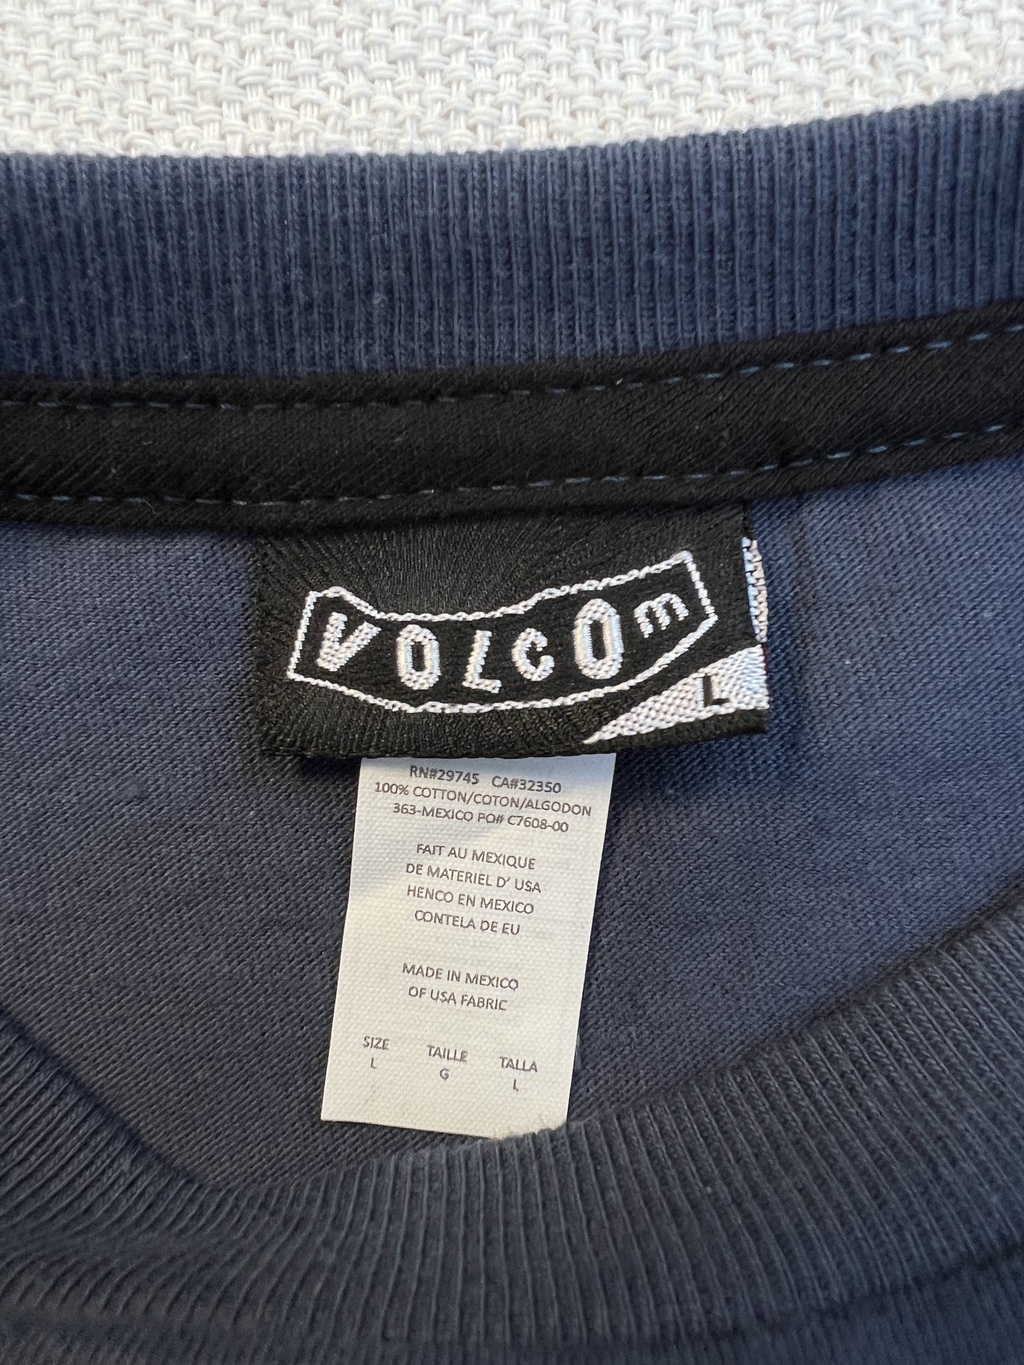 VOLCOm
L
RN#29745 CA#32350
100% COTTON/COTON/ALGODON
363-MEXICO PO# C7608-00
FAIT AU MEXIQUE
DE MATERIEL D' USA
HENCO EN MEXICO
CONTELA DE EU
MADE IN MEXICO
OF USA FABRIC
SIZE TAILLE TALLA
L G L